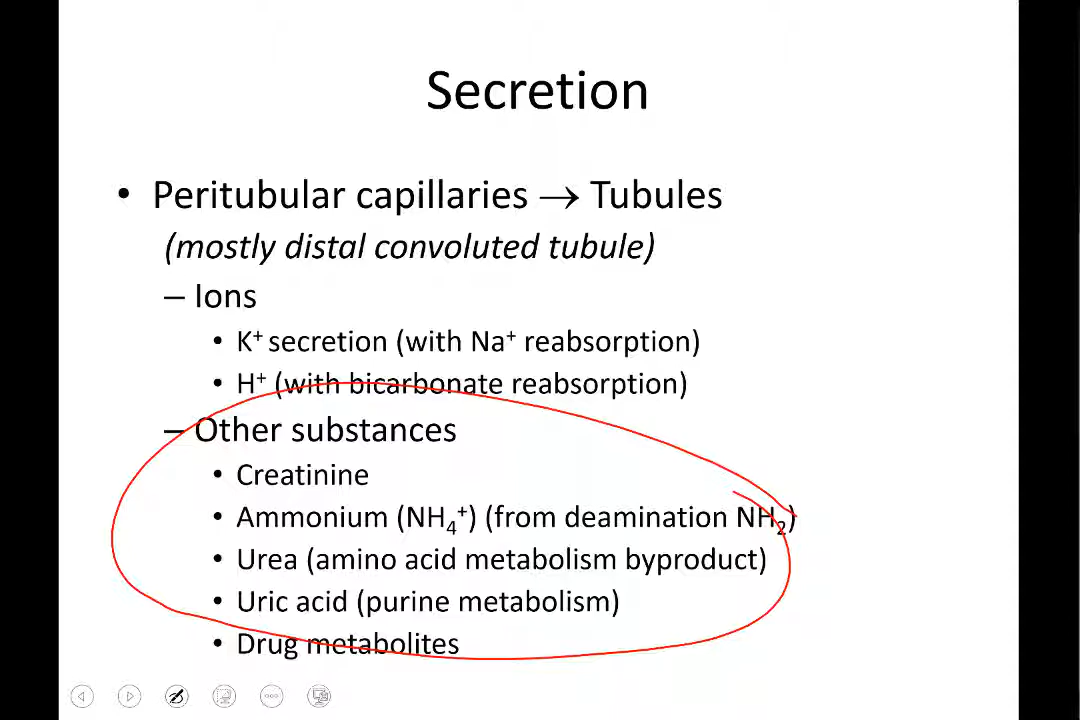 Secretion
• Peritubular capillaries → Tubules
(mostly distal convoluted tubule)
– Ions
• K⁺ secretion (with Na⁺ reabsorption)
• H⁺ (with bicarbonate reabsorption)
– Other substances
• Creatinine
• Ammonium (NH₄⁺) (from deamination NH₂)
• Urea (amino acid metabolism byproduct)
• Uric acid (purine metabolism)
• Drug metabolites